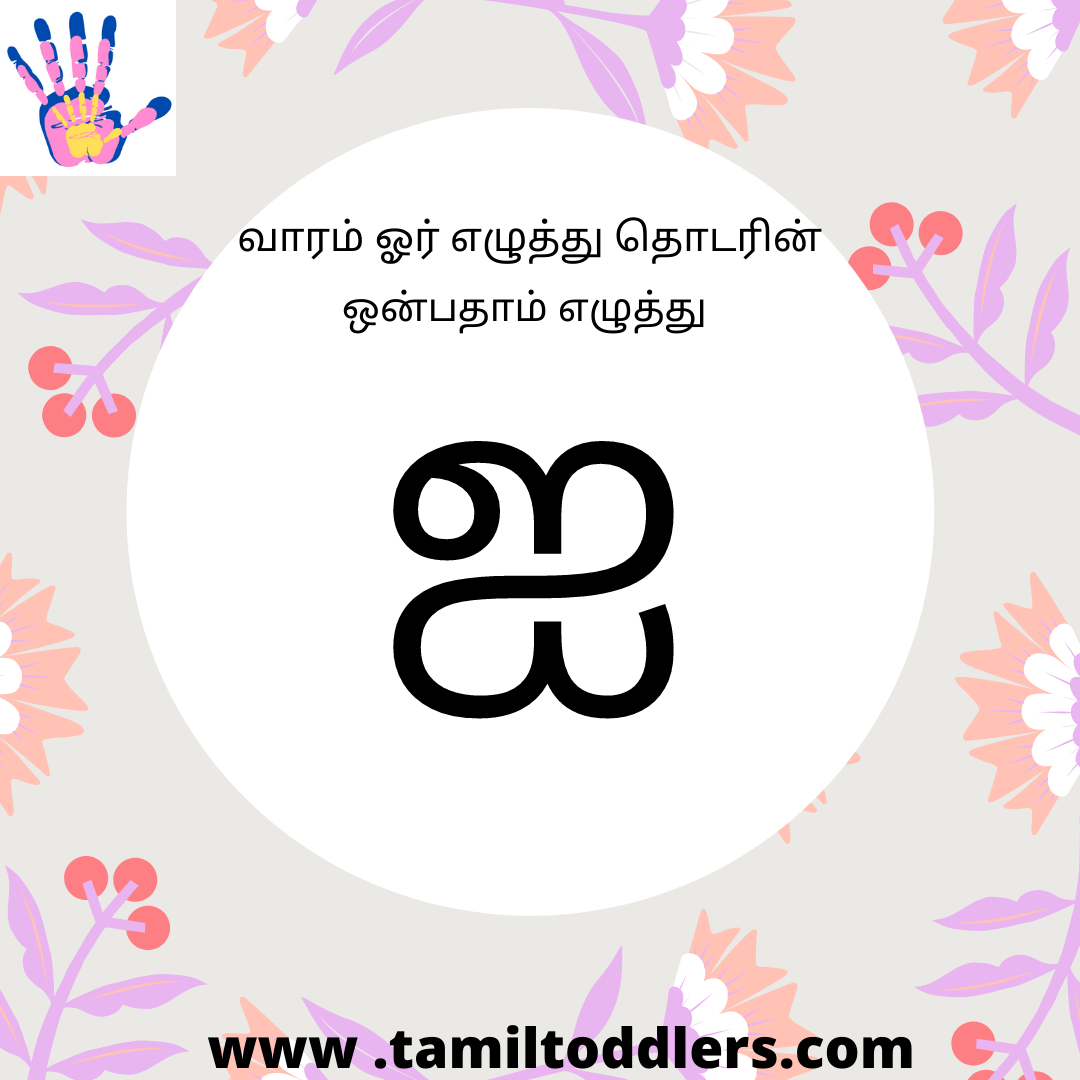 வாரம் ஓர் எழுத்து தொடரின்
ஒன்பதாம் எழுத்து
ஐ
www .tamiltoddlers.com